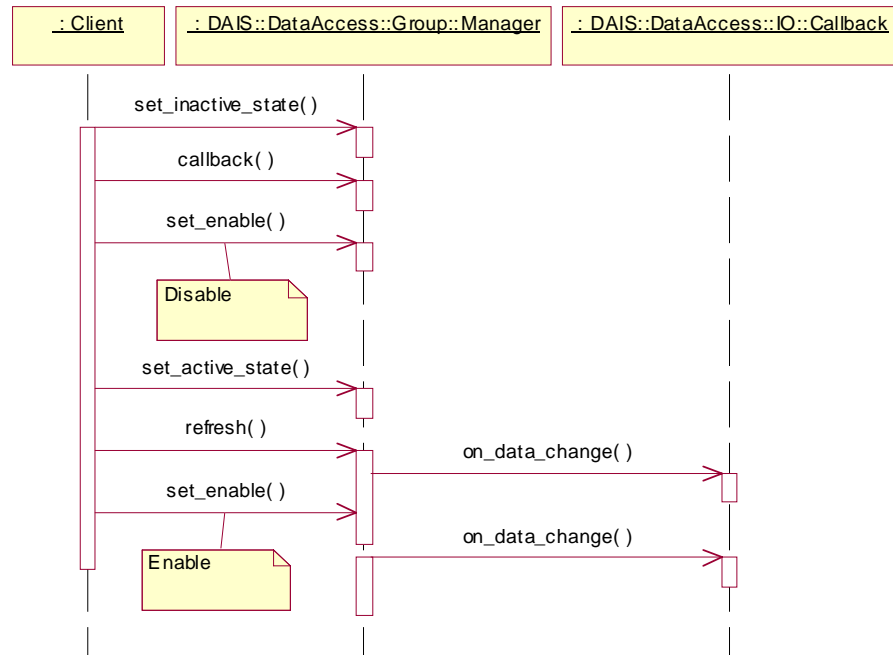 : Client
: DAIS::DataAccess::Group::Manager
: DAIS::DataAccess::IO::Callback
set_inactive_state( )
callback( )
set_enable( )
Disable
set_active_state( )
refresh( )
on_data_change( )
set_enable( )
on_data_change( )
Enable